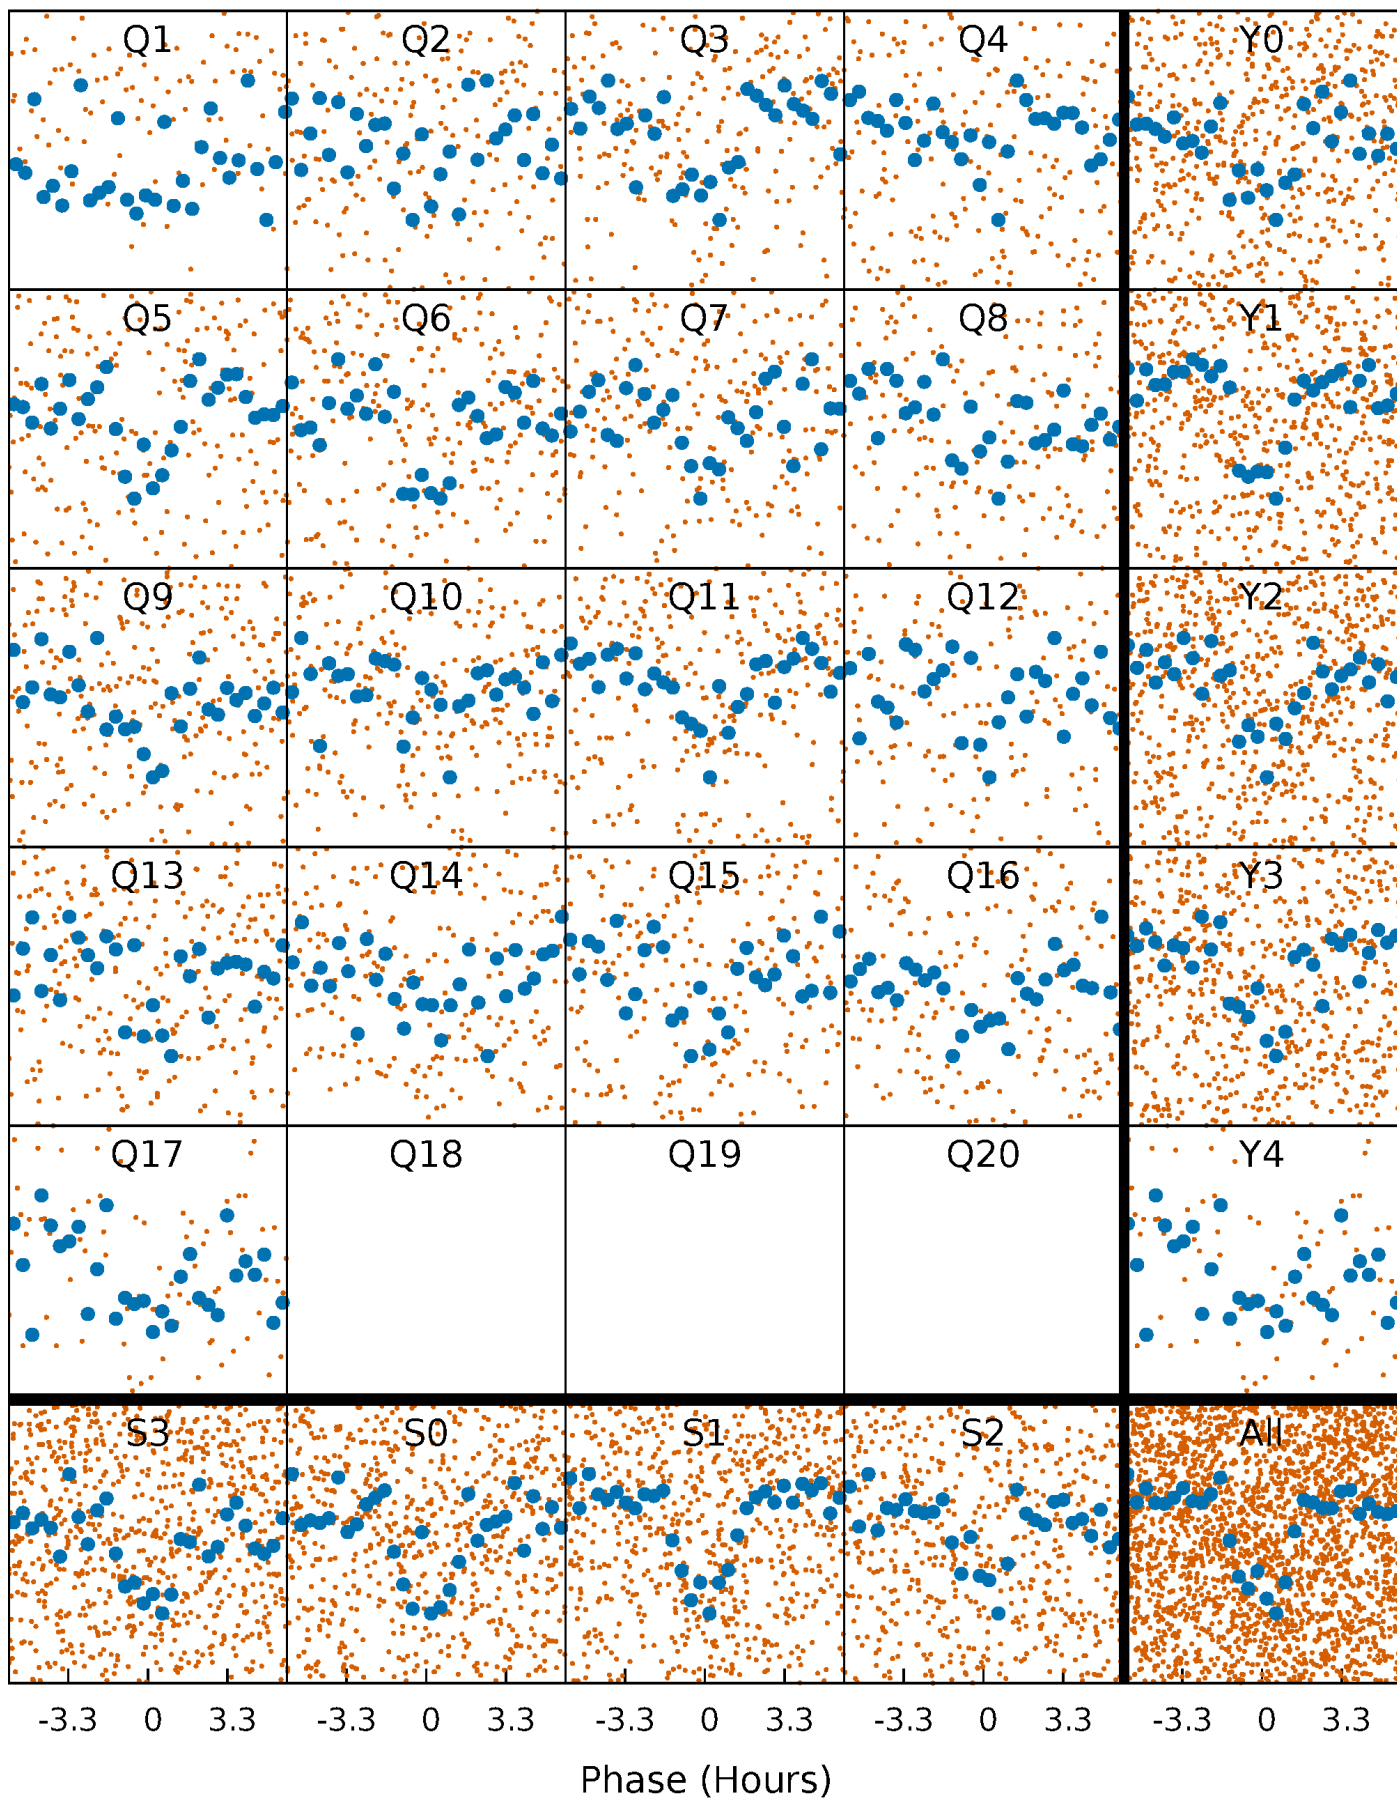 Q1 Q2 Q3 Q4 Y0
Q5 Q6 Q7 Q8 Y1
Q9 Q10 Q11 Q12 Y2
Q13 Q14 Q15 Q16 Y3
Q17 Q18 Q19 Q20 Y4
S3 S0 S1 S2 All
-3.3 0 3.3 -3.3 0 3.3 -3.3 0 3.3 -3.3 0 3.3 -3.3 0 3.3
Phase (Hours)